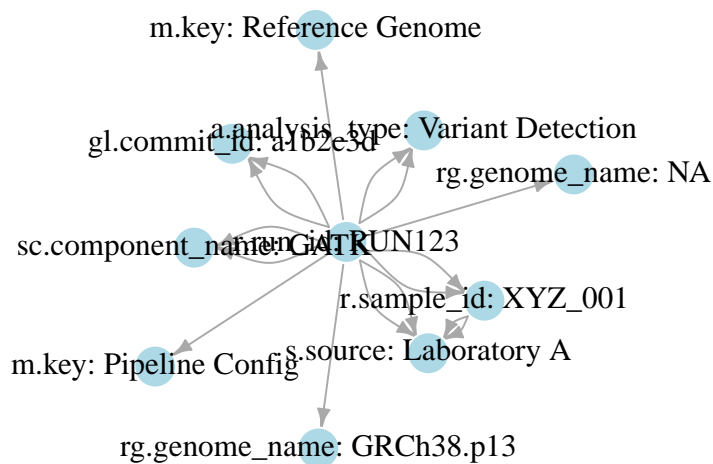 m.key: Reference Genome
a.analysis_type: Variant Detection
gl.commit_id: a1b2e3d
rg.genome_name: NA
sc.component_name: GATK
r.run_id: RUN123
r.sample_id: XYZ_001
s.source: Laboratory A
m.key: Pipeline Config
rg.genome_name: GRCh38.p13